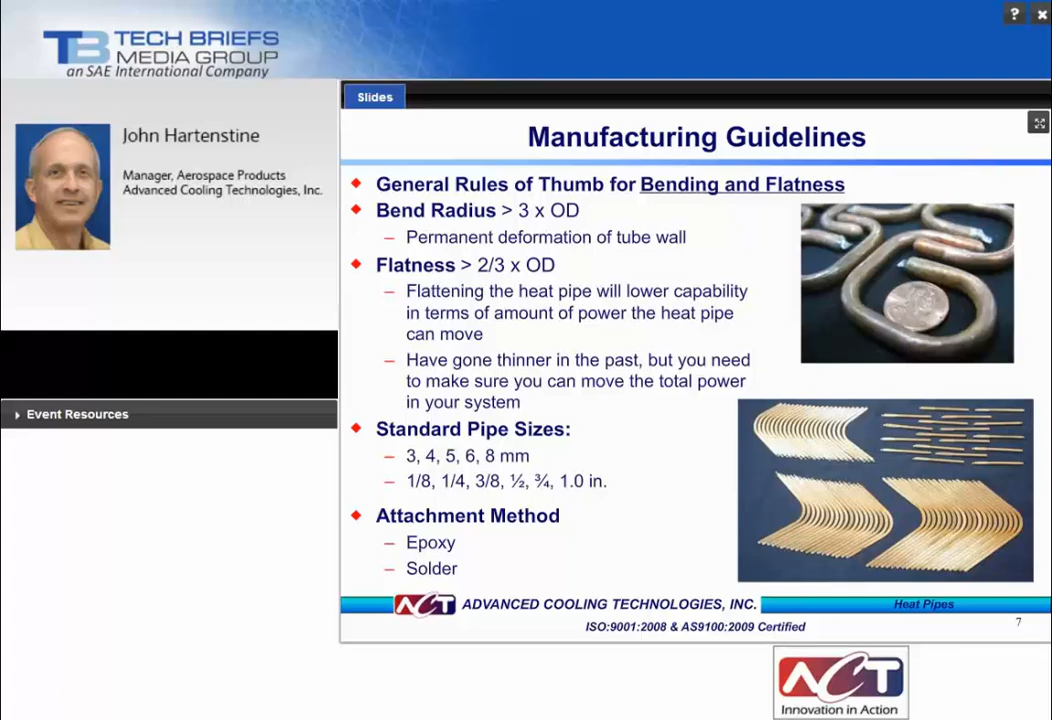 ? ×
TB TECH BRIEFS
MEDIA GROUP
an SAE International Company
John Hartenstine
Manager, Aerospace Products
Advanced Cooling Technologies, Inc.
Event Resources
Slides
Manufacturing Guidelines
General Rules of Thumb for Bending and Flatness
Bend Radius > 3 x OD
– Permanent deformation of tube wall
Flatness > 2/3 x OD
– Flattening the heat pipe will lower capability
in terms of amount of power the heat pipe
can move
– Have gone thinner in the past, but you need
to make sure you can move the total power
in your system
Standard Pipe Sizes:
– 3, 4, 5, 6, 8 mm
– 1/8, 1/4, 3/8, ½, ¾, 1.0 in.
Attachment Method
– Epoxy
– Solder
ACT ADVANCED COOLING TECHNOLOGIES, INC. Heat Pipes
ISO:9001:2008 & AS9100:2009 Certified
7
ACT
Innovation in Action